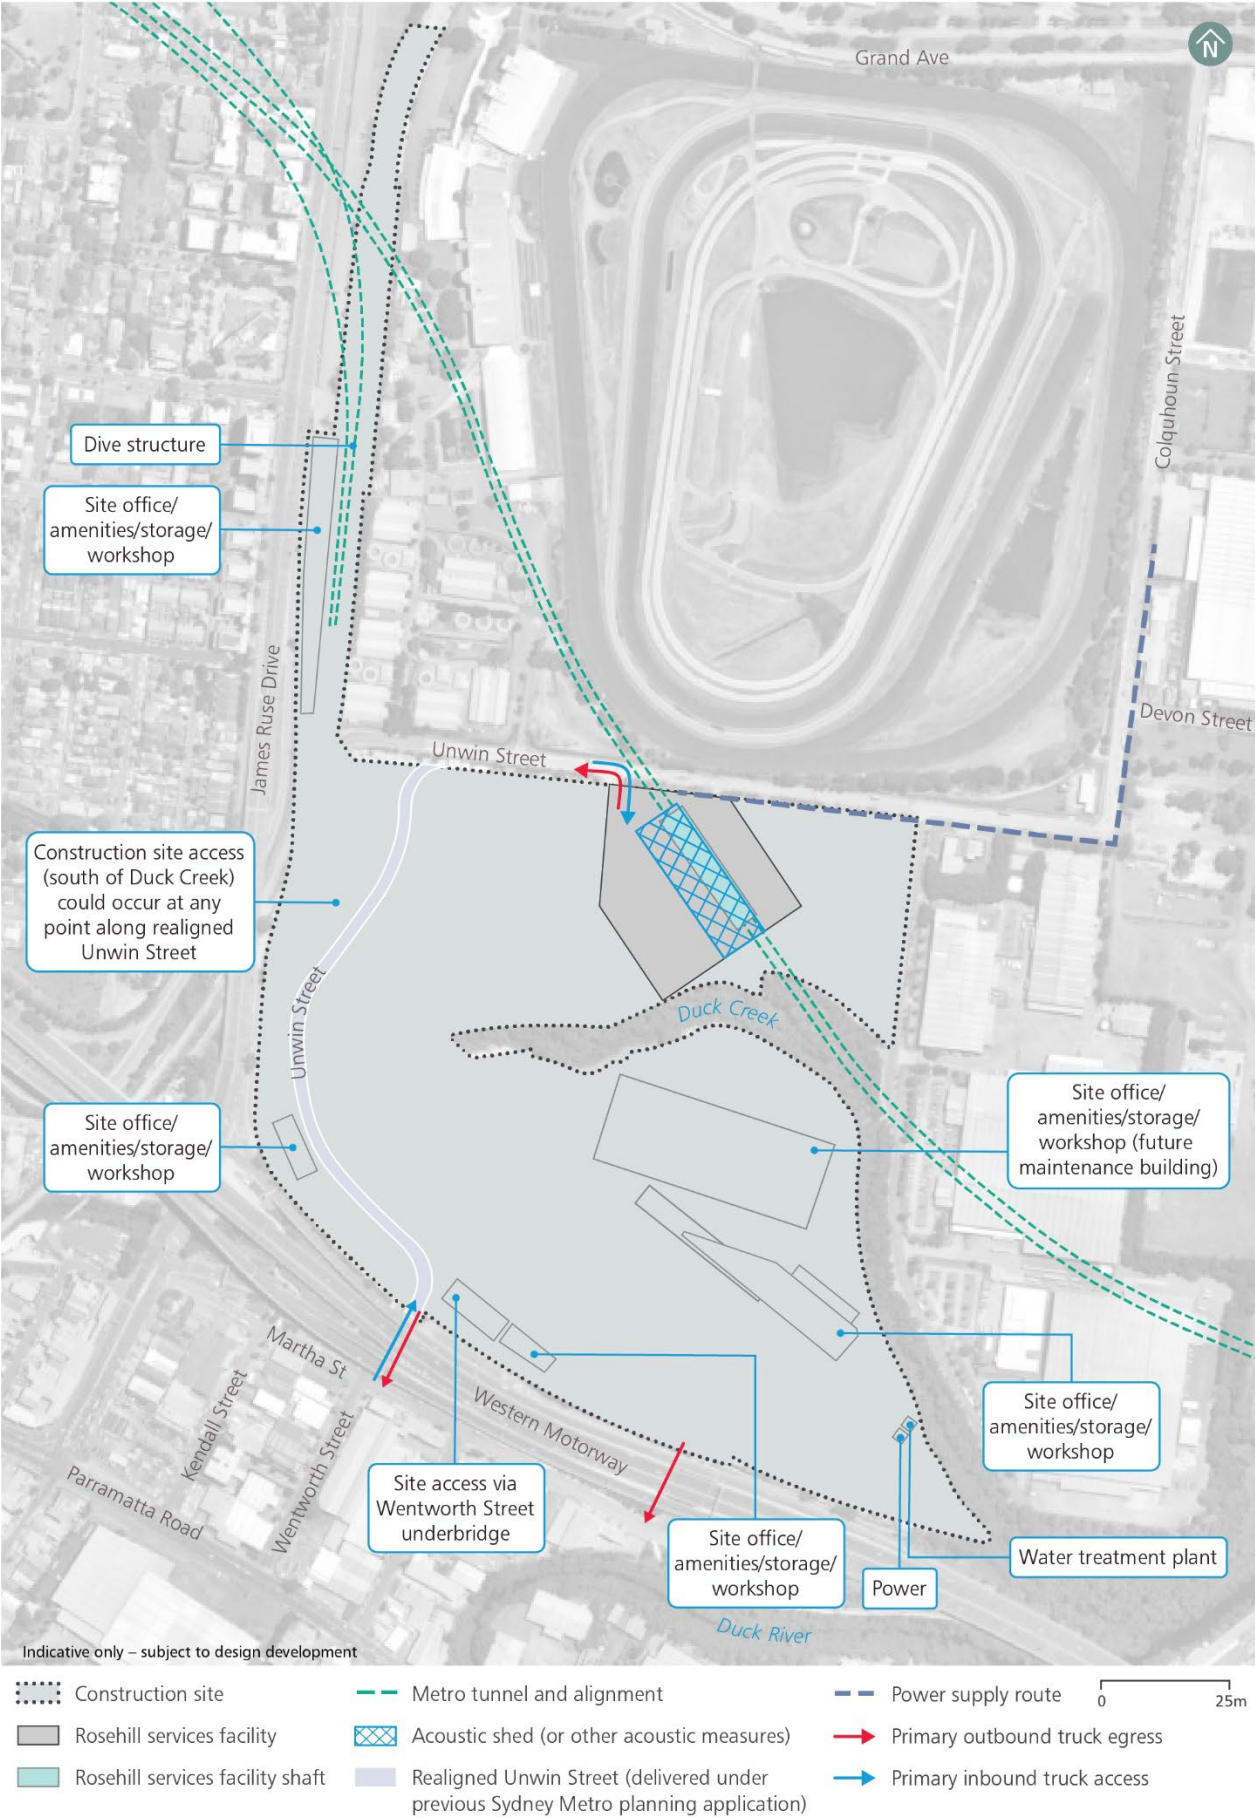 N
Grand Ave
Colquhoun Street
Dive structure
Site office/
amenities/storage/
workshop
James Ruse Drive
Devon Street
Unwin Street
Construction site access
(south of Duck Creek)
could occur at any
point along realigned
Unwin Street
Unwin Street
Duck Creek
Site office/
amenities/storage/
workshop (future
maintenance building)
Site office/
amenities/storage/
workshop
Martha St
Kendall Street
Wentworth Street
Parramatta Road
Western Motorway
Site access via
Wentworth Street
underbridge
Site office/
amenities/storage/
workshop
Site office/
amenities/storage/
workshop
Water treatment plant
Power
Duck River
Indicative only – subject to design development
Construction site
Rosehill services facility
Rosehill services facility shaft
Metro tunnel and alignment
Acoustic shed (or other acoustic measures)
Realigned Unwin Street (delivered under
previous Sydney Metro planning application)
Power supply route
0 25m
Primary outbound truck egress
Primary inbound truck access